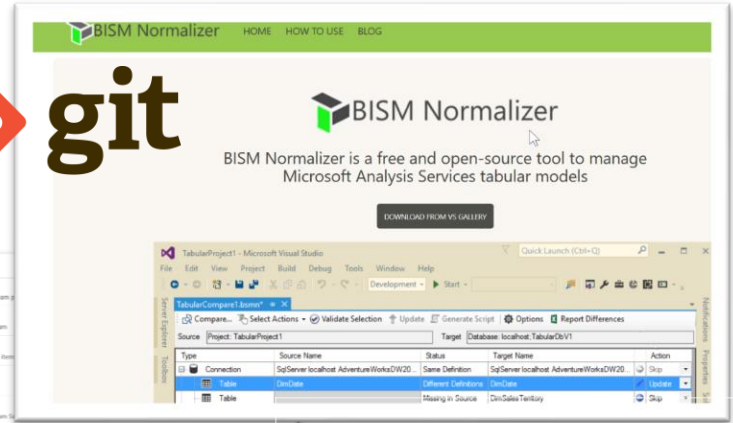 BISM Normalizer HOME HOW TO USE BLOG
git
BISM Normalizer
BISM Normalizer is a free and open-source tool to manage
Microsoft Analysis Services tabular models
DOWNLOAD FROM VS GALLERY
TabularProject1 - Microsoft Visual Studio Quick Launch (Ctrl+Q)
File Edit View Project Build Debug Tools Window Help
Development Start
TabularCompare1.bsmn*
Compare... Select Actions Validate Selection Update Generate Script Options Report Differences
Source Project: TabularProject1 Target Database: localhost;TabularDbV1
Type Source Name Status Target Name Action
Connection SqlServer localhost AdventureWorksDW20... Same Definition SqlServer localhost AdventureWorksDW20... Skip
Table DimDate Different Definitions DimDate Update
Table Missing in Source DimSalesTerritory Skip
Server Explorer
Toolbox
Notifications
Properties